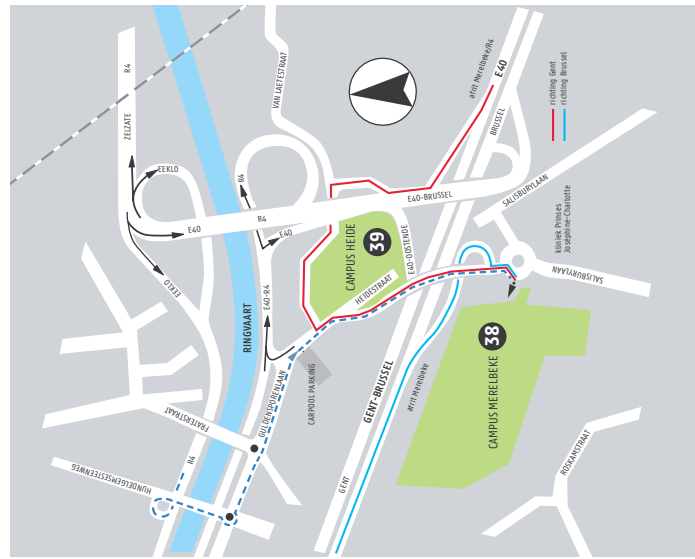 R4
ZELZATE
EEKLO
E40
EEKLO
R4
VAN LAETESTRAAT
R4
E40
E40-BRUSSEL
afrit Merelbeke/R4
E40
BRUSSEL
richting Gent
richting Brussel
SALISBURYLAAN
kliniek Prinses
Joséphine-Charlotte
SALISBURYLAAN
CAMPUS HEIDE
39
E40-OOSTENDE
HEIDESTRAAT
E40-R4
RINGVAART
GULDENSPORENLAAN
CARPOOL PARKING
GENT-BRUSSEL
afrit Merelbeke
CAMPUS MERELBEKE
38
FRATERSTRAAT
R4
HUNDELGEMSESTEENWEG
GENT
ROSKAMSTRAAT